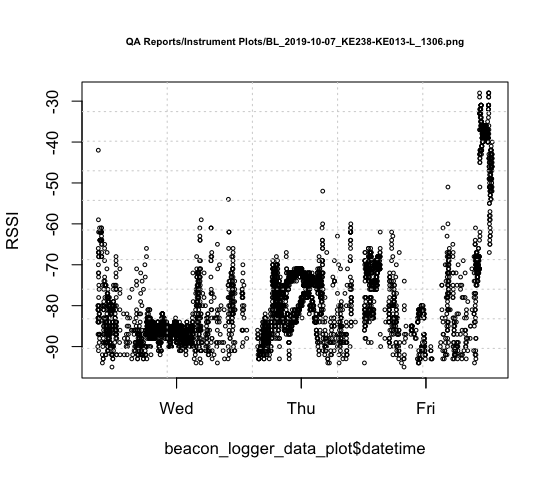 QA Reports/Instrument Plots/BL_2019-10-07_KE238-KE013-L_1306.png
-30
-40
-50
-60
-70
-80
-90
RSSI
Wed Thu Fri
beacon_logger_data_plot$datetime